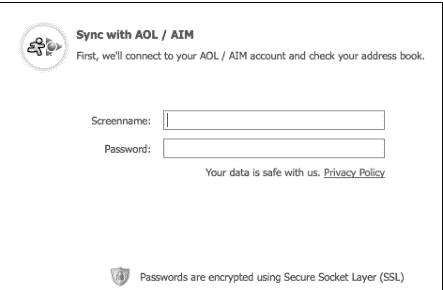 Sync with AOL / AIM
First, we'll connect to your AOL / AIM account and check your address book.
Screenname:
Password:
Your data is safe with us. Privacy Policy
Passwords are encrypted using Secure Socket Layer (SSL)